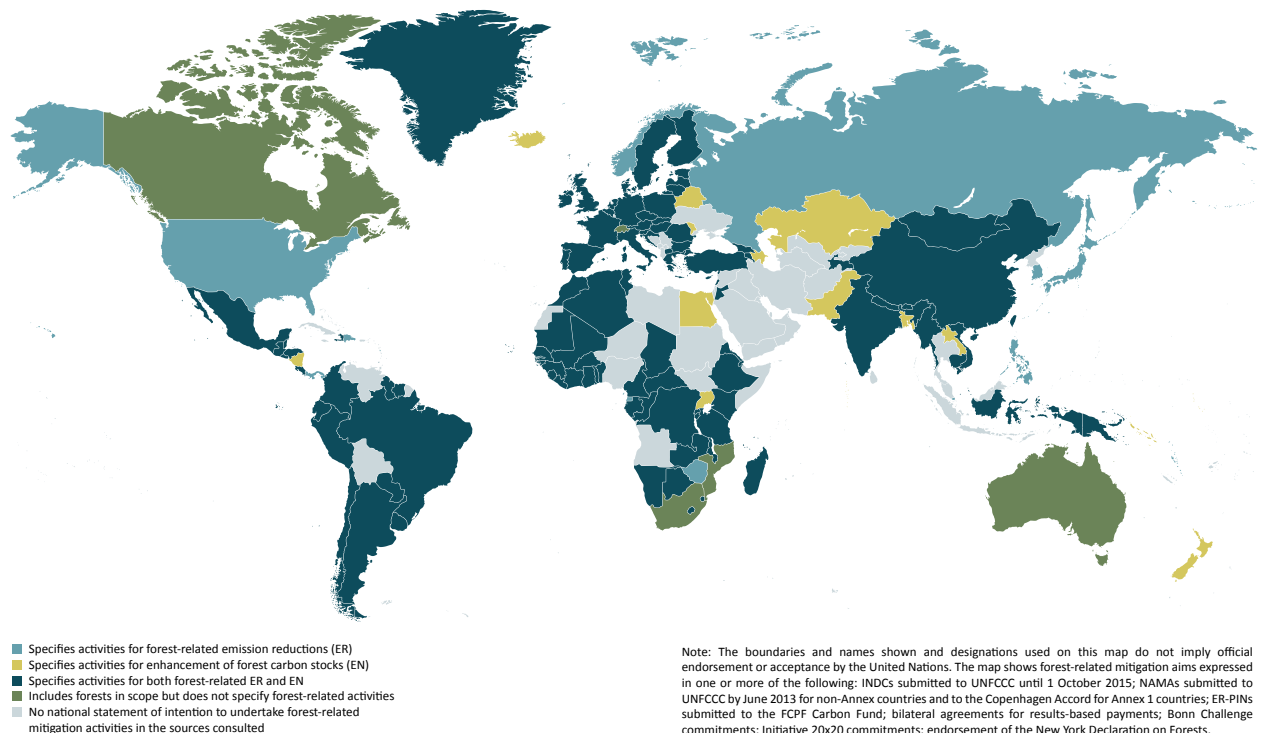 Specifies activities for forest-related emission reductions (ER)
Specifies activities for enhancement of forest carbon stocks (EN)
Specifies activities for both forest-related ER and EN
Includes forests in scope but does not specify forest-related activities
No national statement of intention to undertake forest-related
mitigation activities in the sources consulted
Note: The boundaries and names shown and designations used on this map do not imply official
endorsement or acceptance by the United Nations. The map shows forest-related mitigation aims expressed
in one or more of the following: INDCs submitted to UNFCCC until 1 October 2015; NAMAs submitted to
UNFCCC by June 2013 for non-Annex countries and to the Copenhagen Accord for Annex 1 countries; ER-PINs
submitted to the FCPF Carbon Fund; bilateral agreements for results-based payments; Bonn Challenge
commitments; Initiative 20x20 commitments; endorsement of the New York Declaration on Forests.